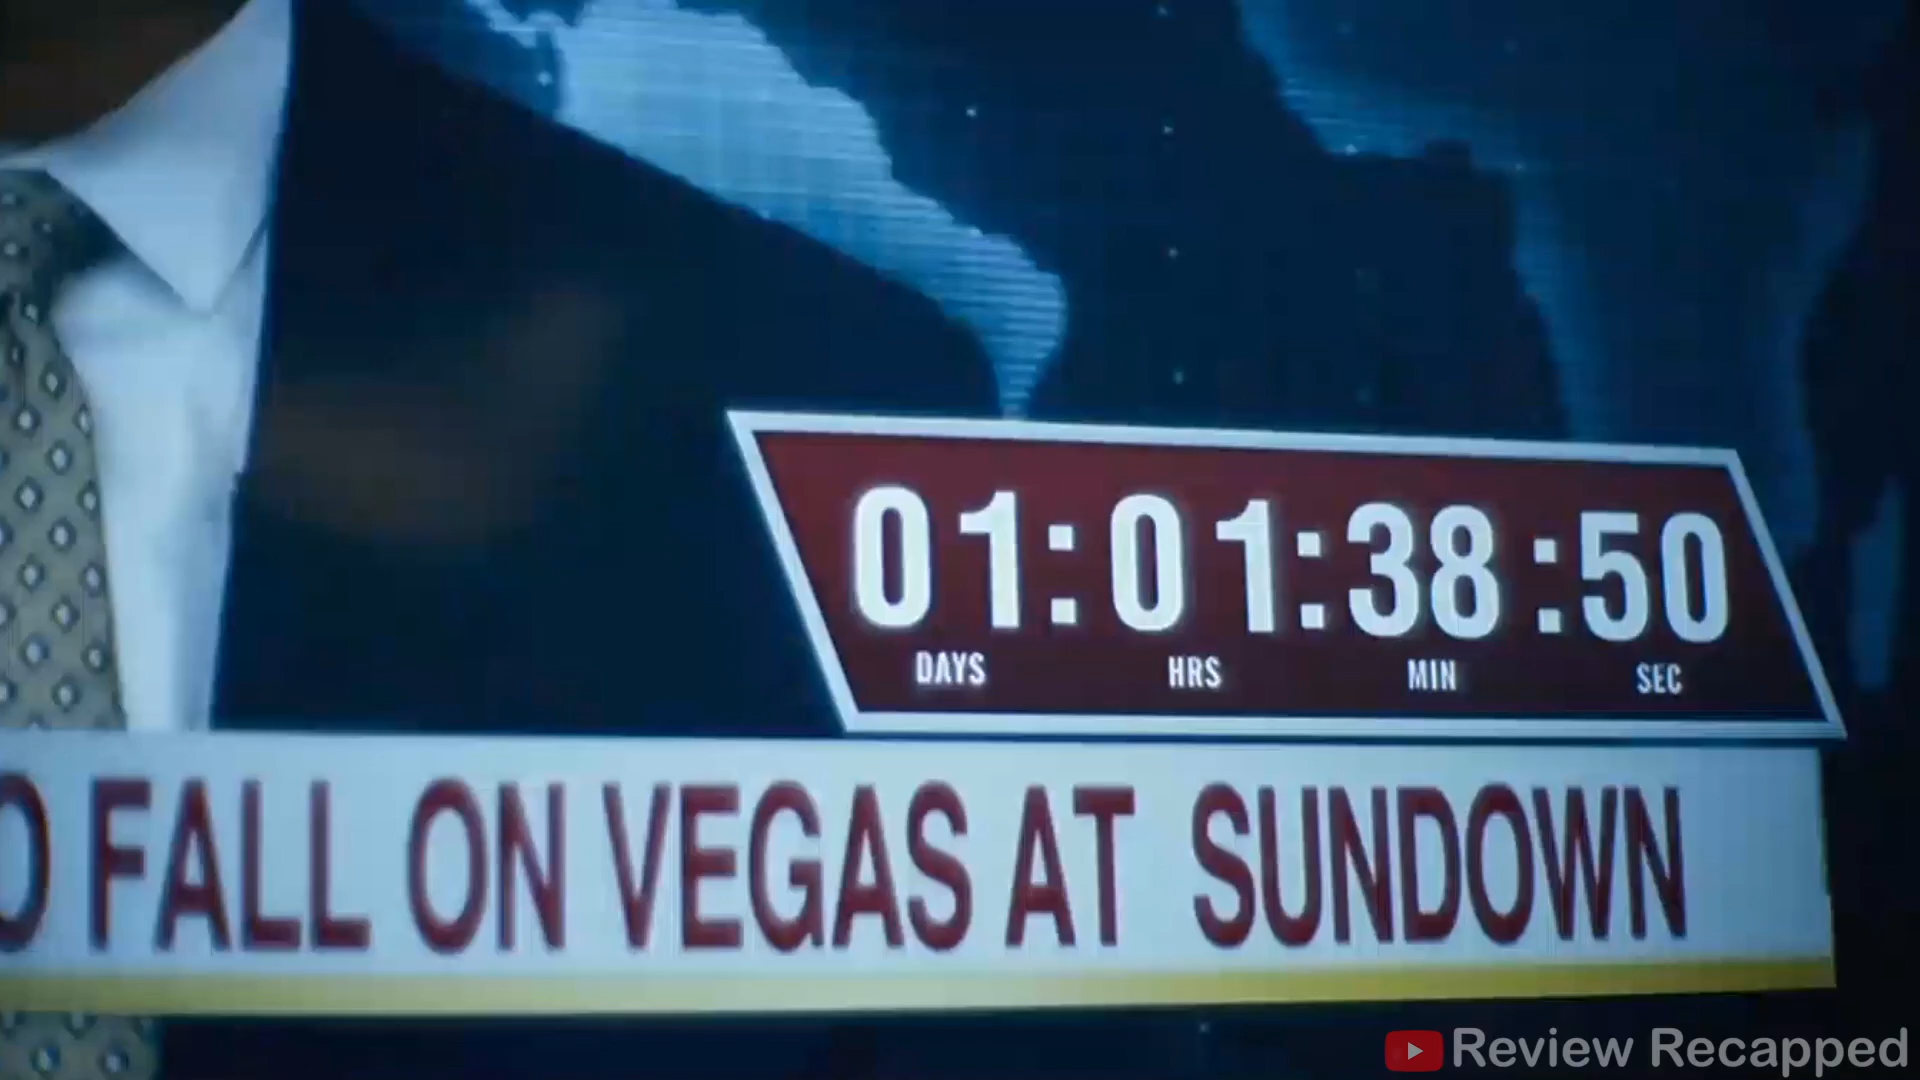 01:01:38:50
DAYS HRS MIN SEC
O FALL ON VEGAS AT SUNDOWN
Review Recapped